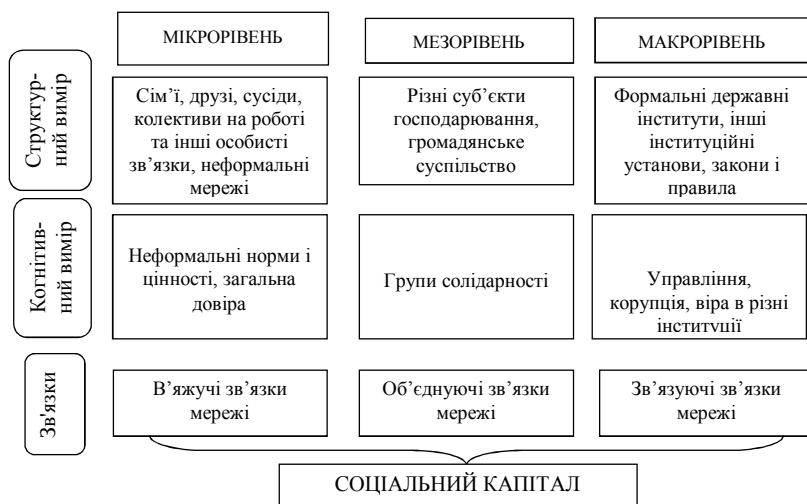 МІКРОРІВЕНЬ
МЕЗОРІВЕНЬ
МАКРОРІВЕНЬ
Структур-
ний вимір
Сім’ї, друзі, сусіди,
колективи на роботі
та інші особисті
зв’язки, неформальні
мережі
Різні суб’єкти
господарювання,
громадянське
суспільство
Формальні державні
інститути, інші
інституційні
установи, закони і
правила
Когнітив-
ний вимір
Неформальні норми і
цінності, загальна
довіра
Групи солідарності
Управління,
корупція, віра в різні
інституції
Зв'язки
В’яжучі зв’язки
мережі
Об’єднуючі зв’язки
мережі
Зв’язуючі зв’язки
мережі
СОЦІАЛЬНИЙ КАПІТАЛ